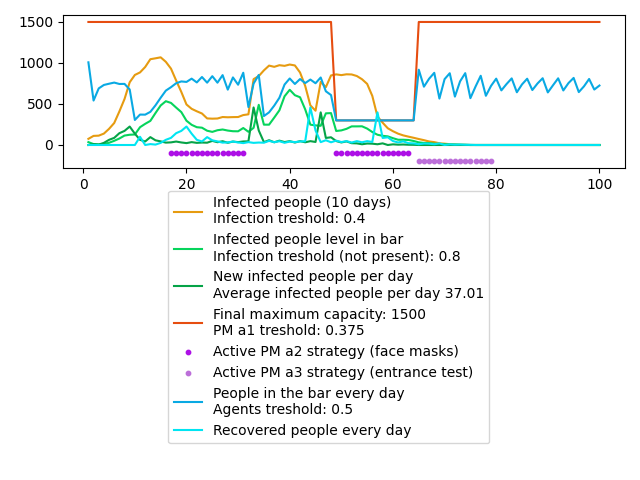 1500
1000
500
0
0 20 40 60 80 100
Infected people (10 days)
Infection treshold: 0.4
Infected people level in bar
Infection treshold (not present): 0.8
New infected people per day
Average infected people per day 37.01
Final maximum capacity: 1500
PM a1 treshold: 0.375
Active PM a2 strategy (face masks)
Active PM a3 strategy (entrance test)
People in the bar every day
Agents treshold: 0.5
Recovered people every day